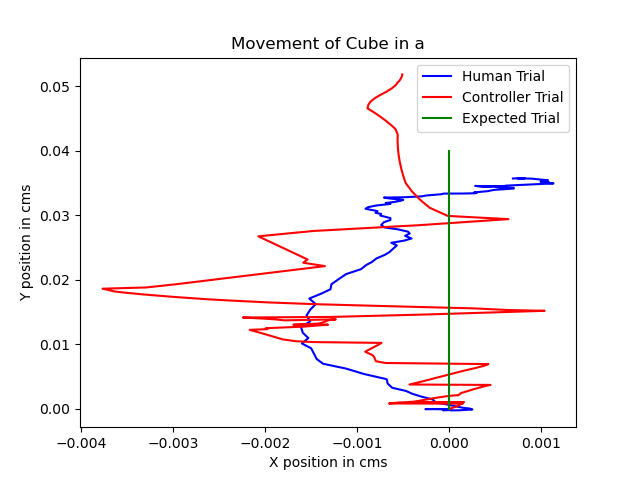 Movement of Cube in a
Human Trial
Controller Trial
Expected Trial
0.05
0.04
0.03
0.02
0.01
0.00
Y position in cms
−0.004 −0.003 −0.002 −0.001 0.000 0.001
X position in cms